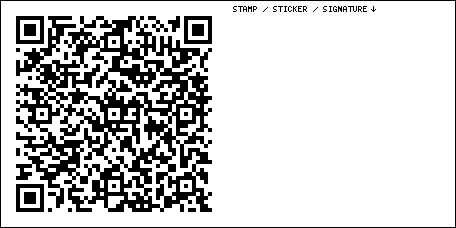 STAMP / STICKER / SIGNATURE ↓